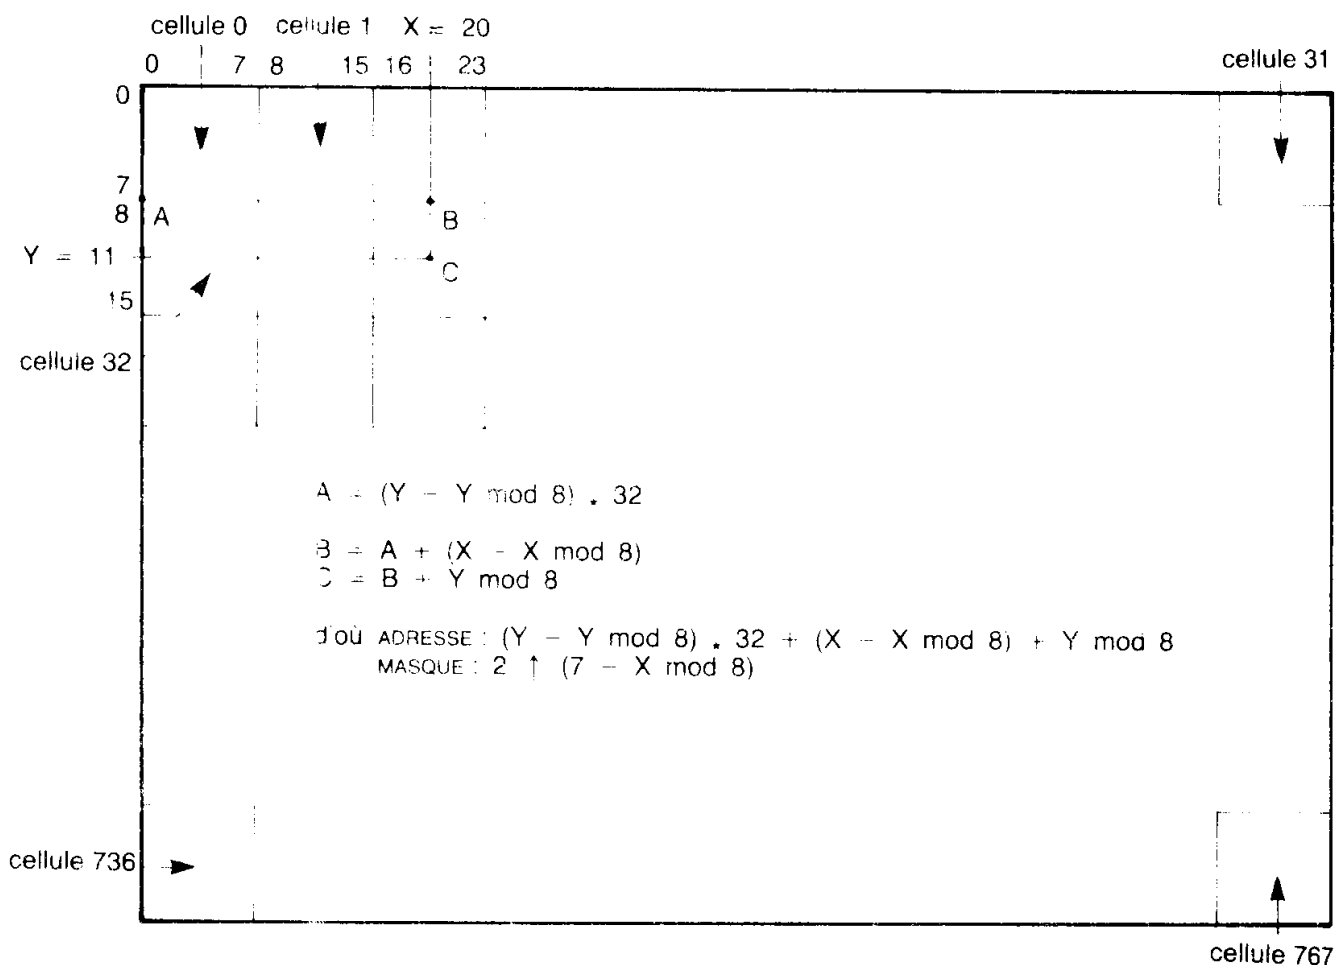 cellule 0 cellule 1 X = 20
0 7 8 15 16 23 cellule 31
0
7
8 A B
Y = 11 C
15
cellule 32
A = (Y - Y mod 8) * 32
B = A + (X - X mod 8)
C = B + Y mod 8
d'où ADRESSE : (Y - Y mod 8) * 32 + (X - X mod 8) + Y mod 8
MASQUE : 2 ↑ (7 - X mod 8)
cellule 736
cellule 767